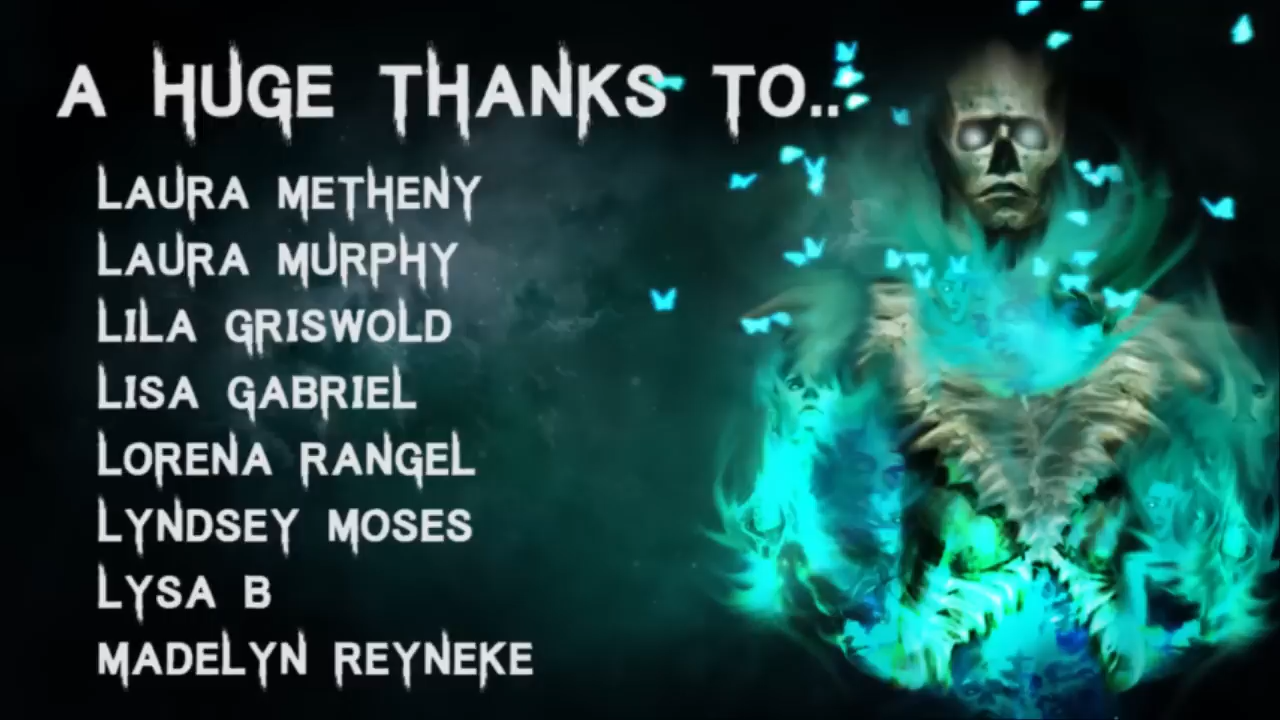 A HUGE THANKS TO..
LAURA METHENY
LAURA MURPHY
LILA GRISWOLD
LISA GABRIEL
LORENA RANGEL
LYNDSEY MOSES
LYSA B
MADELYN REYNEKE